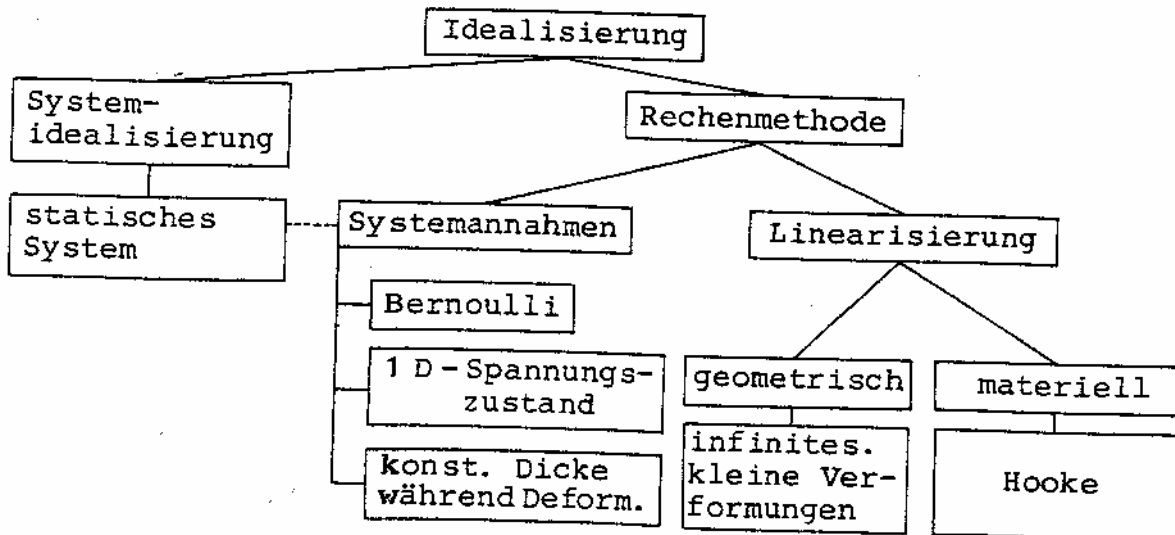 Idealisierung
System-
idealisierung
Rechenmethode
statisches
System
Systemannahmen
Linearisierung
Bernoulli
1 D - Spannungs-
zustand
konst. Dicke
während Deform.
geometrisch
materiell
infinites.
kleine Ver-
formungen
Hooke